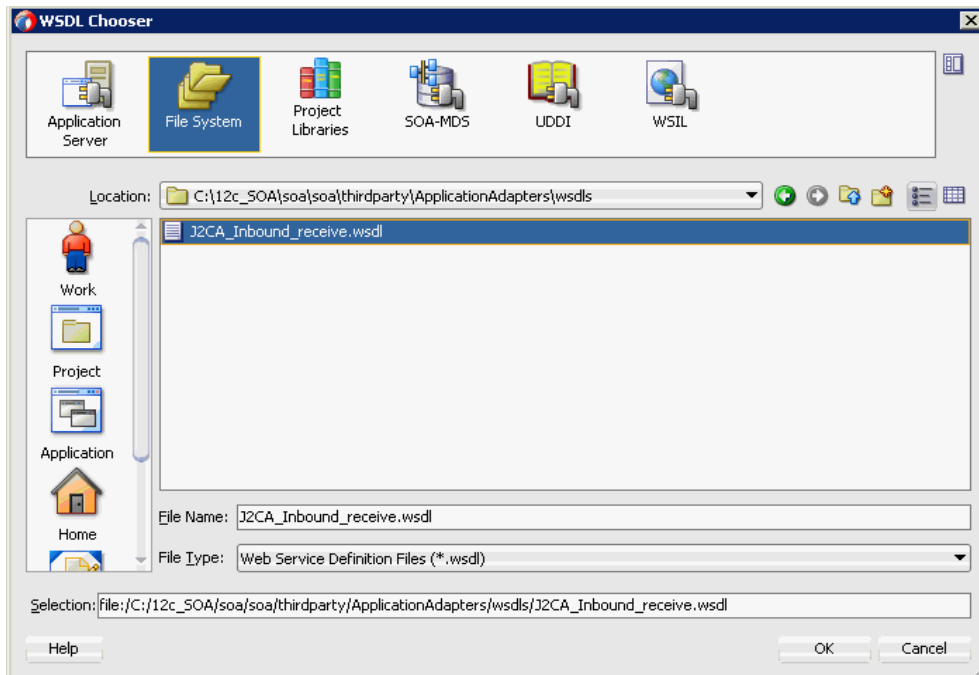 WSDL Chooser
Application
Server
File System
Project
Libraries
SOA-MDS
UDDI
WSIL
Location: C:\12c_SOA\soa\soa\thirdparty\ApplicationAdapters\wsdls
J2CA_Inbound_receive.wsdl
Work
Project
Application
Home
File Name: J2CA_Inbound_receive.wsdl
File Type: Web Service Definition Files (*.wsdl)
Selection: file:/C:/12c_SOA/soa/soa/thirdparty/ApplicationAdapters/wsdls/J2CA_Inbound_receive.wsdl
Help OK Cancel